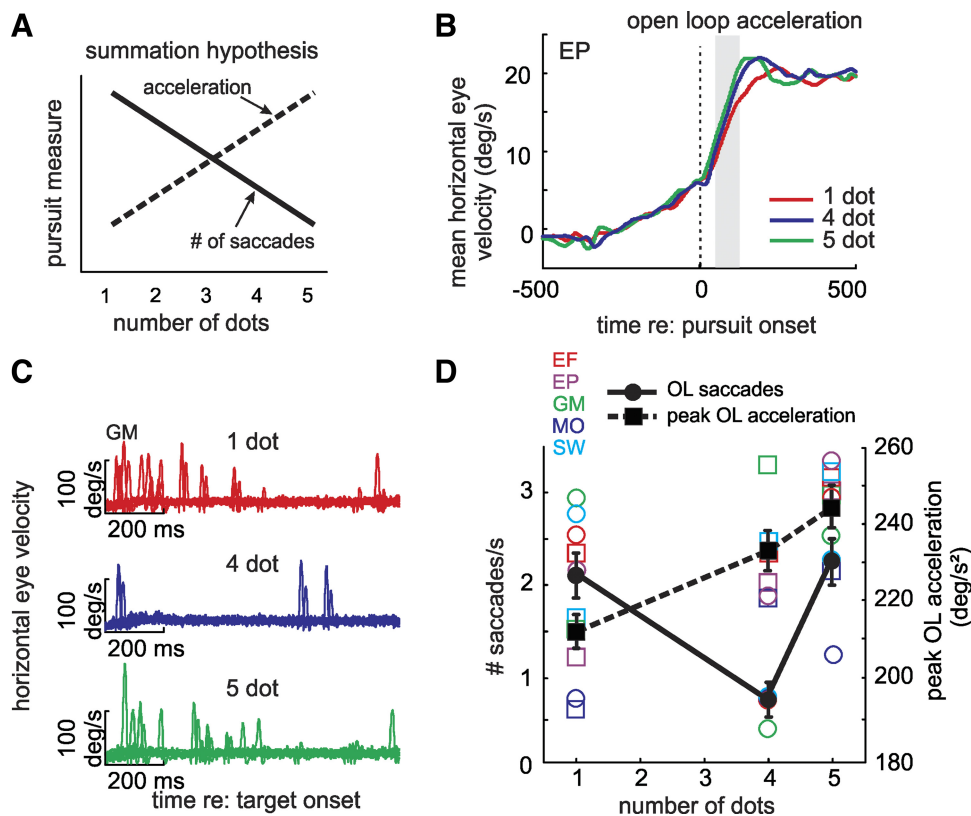 A
summation hypothesis
acceleration
# of saccades
pursuit measure
1 2 3 4 5
number of dots
B
open loop acceleration
EP
mean horizontal eye
velocity (deg/s)
20
10
0
1 dot
4 dot
5 dot
-500 0 500
time re: pursuit onset
C
GM
1 dot
100
deg/s
200 ms
4 dot
100
deg/s
200 ms
5 dot
100
deg/s
200 ms
horizontal eye velocity
time re: target onset
D
EF
EP
GM
MO
SW
OL saccades
peak OL acceleration
# saccades/s
3
2
1
0
260
240
220
200
180
peak OL acceleration
(deg/s²)
1 2 3 4 5
number of dots